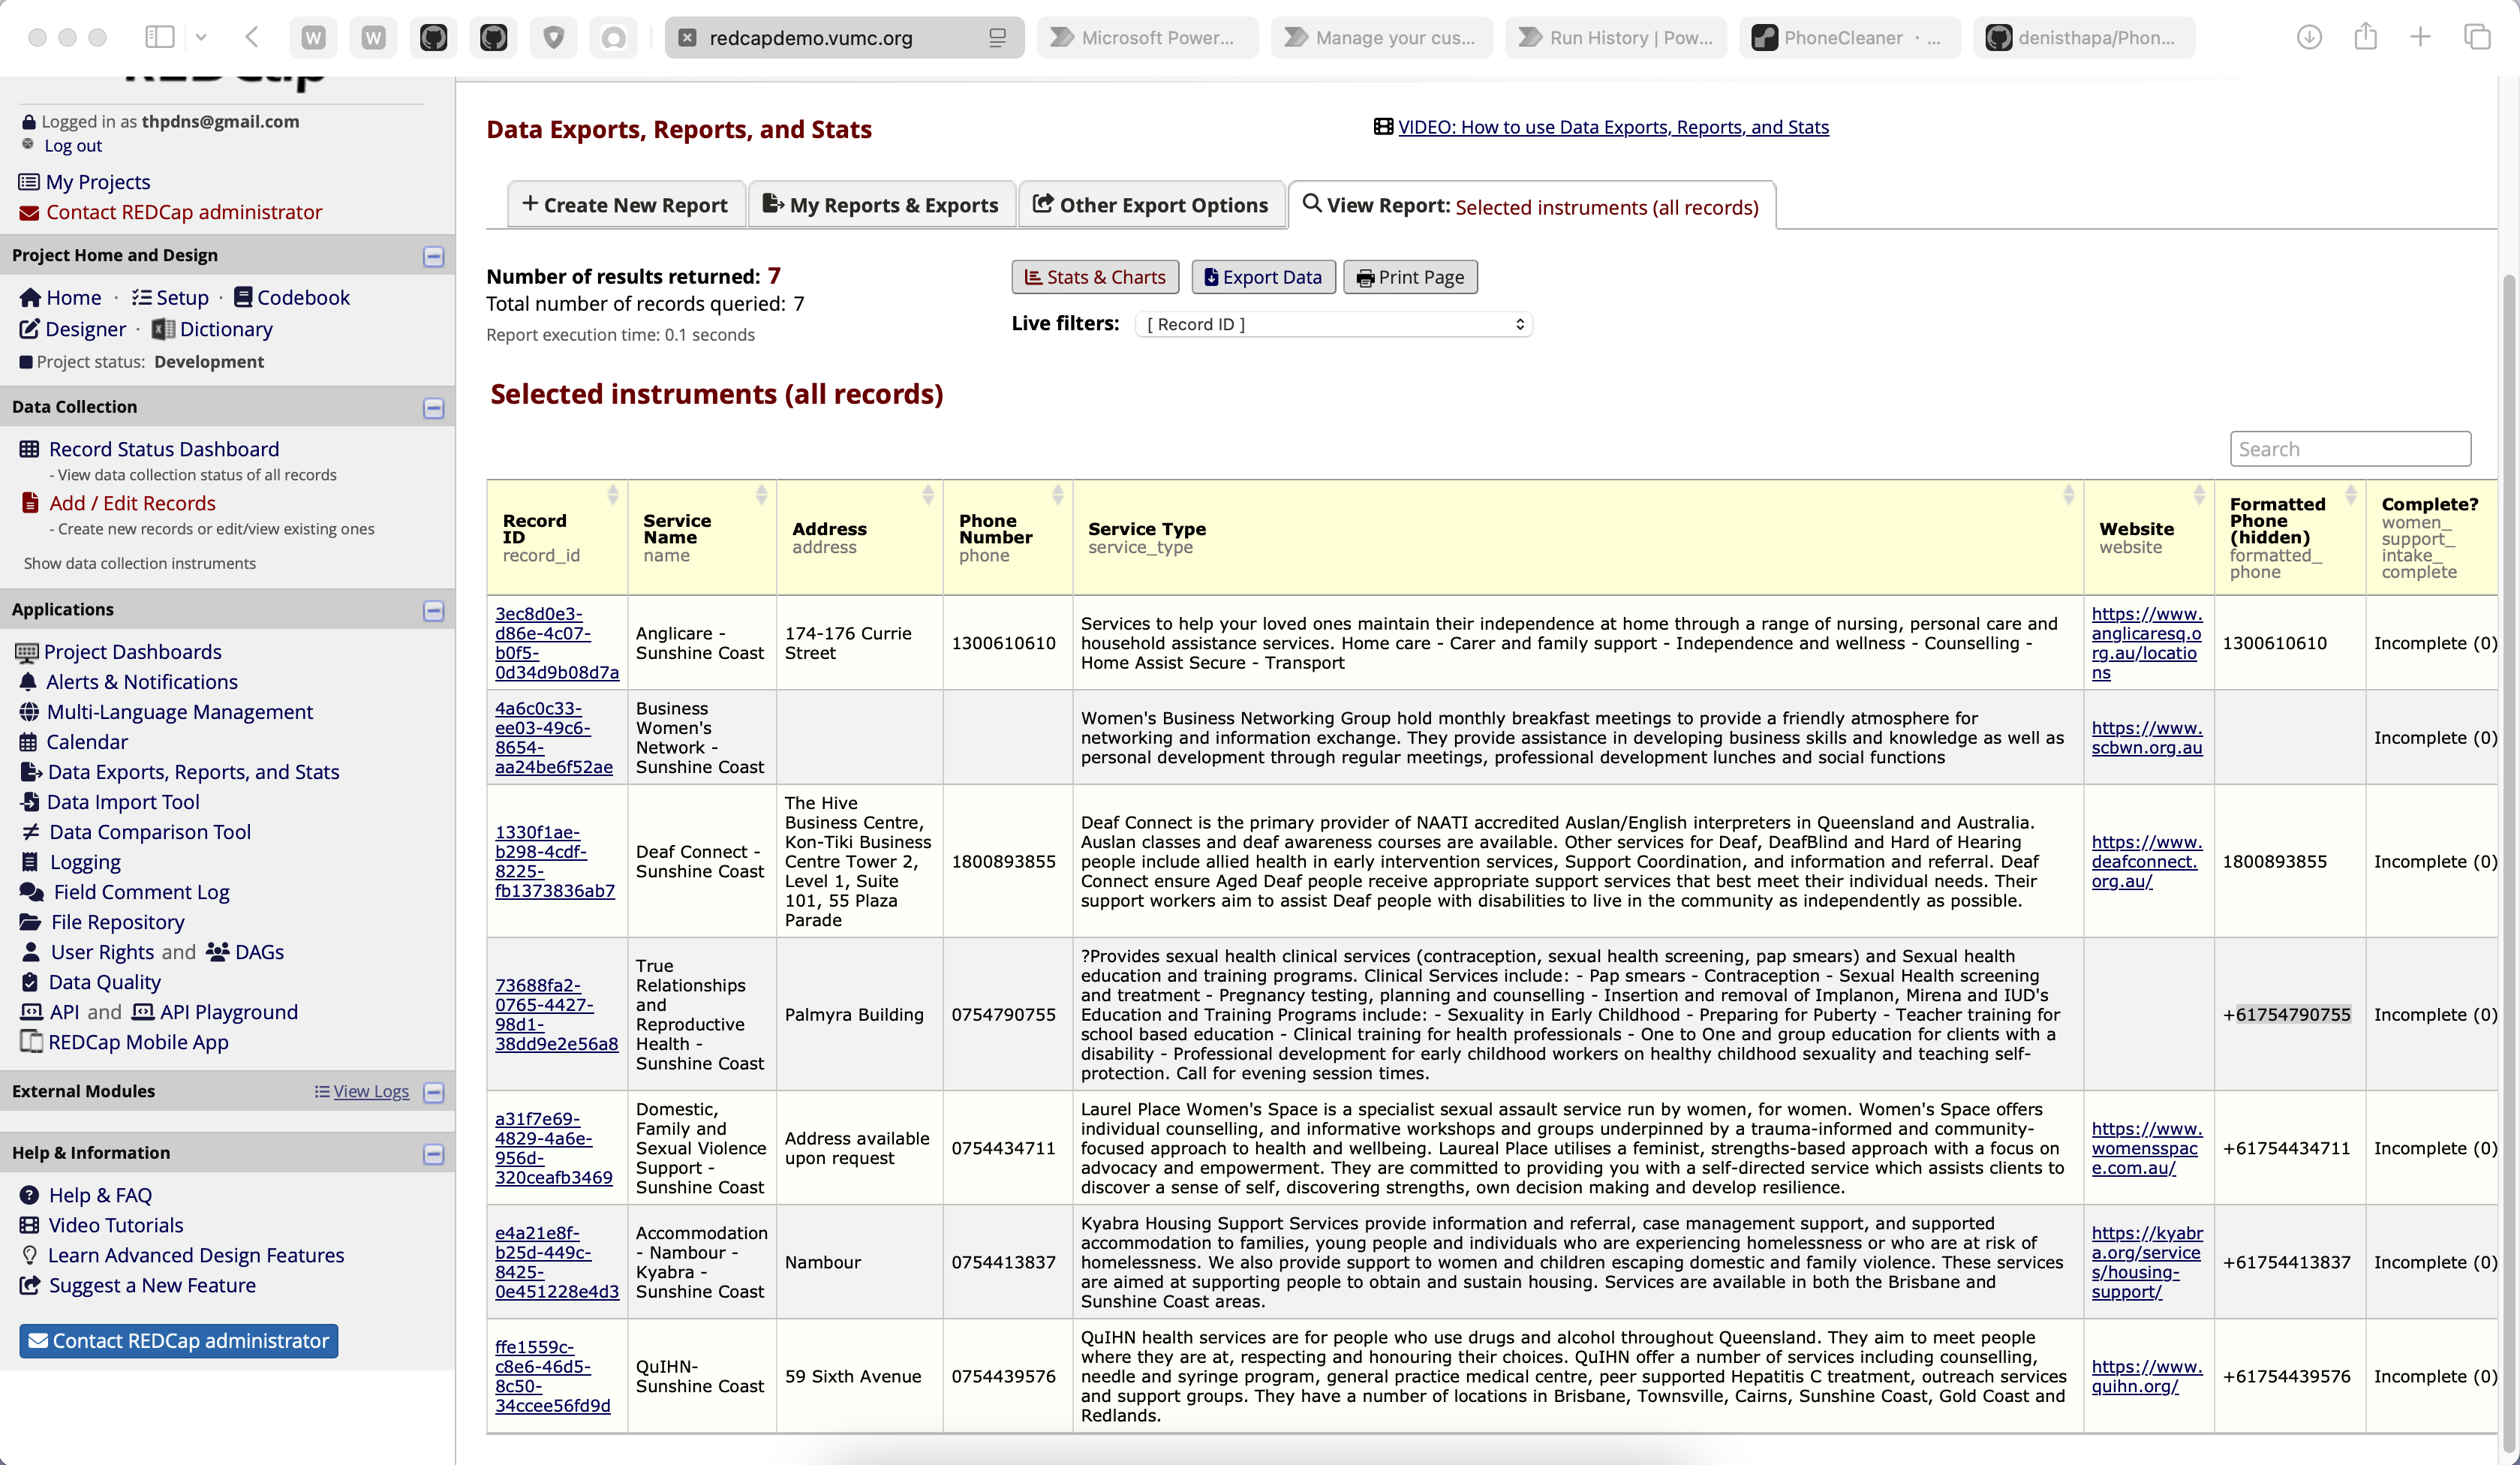 W
W
redcapdemo.vumc.org
Microsoft Power...
Manage your cus...
Run History | Pow...
PhoneCleaner · ...
denisthapa/Phon...
REDCap
Logged in as thpdns@gmail.com
Log out
My Projects
Contact REDCap administrator
Project Home and Design
Home · Setup · Codebook
Designer · Dictionary
Project status: Development
Data Collection
Record Status Dashboard
- View data collection status of all records
Add / Edit Records
- Create new records or edit/view existing ones
Show data collection instruments
Applications
Project Dashboards
Alerts & Notifications
Multi-Language Management
Calendar
Data Exports, Reports, and Stats
Data Import Tool
Data Comparison Tool
Logging
Field Comment Log
File Repository
User Rights and DAGs
Data Quality
API and API Playground
REDCap Mobile App
External Modules
View Logs
Help & Information
Help & FAQ
Video Tutorials
Learn Advanced Design Features
Suggest a New Feature
Contact REDCap administrator
Data Exports, Reports, and Stats
VIDEO: How to use Data Exports, Reports, and Stats
+ Create New Report
My Reports & Exports
Other Export Options
View Report: Selected instruments (all records)
Number of results returned: 7
Total number of records queried: 7
Report execution time: 0.1 seconds
Stats & Charts
Export Data
Print Page
Live filters: [ Record ID ]
Selected instruments (all records)
Search
Record
ID
record_id
Service
Name
name
Address
address
Phone
Number
phone
Service Type
service_type
Website
website
Formatted
Phone
(hidden)
formatted_
phone
Complete?
women_
support_
intake_
complete
3ec8d0e3-
d86e-4c07-
b0f5-
0d34d9b08d7a
Anglicare -
Sunshine Coast
174-176 Currie
Street
1300610610
Services to help your loved ones maintain their independence at home through a range of nursing, personal care and
household assistance services. Home care - Carer and family support - Independence and wellness - Counselling -
Home Assist Secure - Transport
https://www.
anglicaresq.o
rg.au/locatio
ns
1300610610
Incomplete (0)
4a6c0c33-
ee03-49c6-
8654-
aa24be6f52ae
Business
Women's
Network -
Sunshine Coast
Women's Business Networking Group hold monthly breakfast meetings to provide a friendly atmosphere for
networking and information exchange. They provide assistance in developing business skills and knowledge as well as
personal development through regular meetings, professional development lunches and social functions
https://www.
scbwn.org.au
Incomplete (0)
1330f1ae-
b298-4cdf-
8225-
fb1373836ab7
Deaf Connect -
Sunshine Coast
The Hive
Business Centre,
Kon-Tiki Business
Centre Tower 2,
Level 1, Suite
101, 55 Plaza
Parade
1800893855
Deaf Connect is the primary provider of NAATI accredited Auslan/English interpreters in Queensland and Australia.
Auslan classes and deaf awareness courses are available. Other services for Deaf, DeafBlind and Hard of Hearing
people include allied health in early intervention services, Support Coordination, and information and referral. Deaf
Connect ensure Aged Deaf people receive appropriate support services that best meet their individual needs. Their
support workers aim to assist Deaf people with disabilities to live in the community as independently as possible.
https://www.
deafconnect.
org.au/
1800893855
Incomplete (0)
73688fa2-
0765-4427-
98d1-
38dd9e2e56a8
True
Relationships
and
Reproductive
Health -
Sunshine Coast
Palmyra Building
0754790755
?Provides sexual health clinical services (contraception, sexual health screening, pap smears) and Sexual health
education and training programs. Clinical Services include: - Pap smears - Contraception - Sexual Health screening
and treatment - Pregnancy testing, planning and counselling - Insertion and removal of Implanon, Mirena and IUD's
Education and Training Programs include: - Sexuality in Early Childhood - Preparing for Puberty - Teacher training for
school based education - Clinical training for health professionals - One to One and group education for clients with a
disability - Professional development for early childhood workers on healthy childhood sexuality and teaching self-
protection. Call for evening session times.
+61754790755
Incomplete (0)
a31f7e69-
4829-4a6e-
956d-
320ceafb3469
Domestic,
Family and
Sexual Violence
Support -
Sunshine Coast
Address available
upon request
0754434711
Laurel Place Women's Space is a specialist sexual assault service run by women, for women. Women's Space offers
individual counselling, and informative workshops and groups underpinned by a trauma-informed and community-
focused approach to health and wellbeing. Laureal Place utilises a feminist, strengths-based approach with a focus on
advocacy and empowerment. They are committed to providing you with a self-directed service which assists clients to
discover a sense of self, discovering strengths, own decision making and develop resilience.
https://www.
womensspac
e.com.au/
+61754434711
Incomplete (0)
e4a21e8f-
b25d-449c-
8425-
0e451228e4d3
Accommodation
- Nambour -
Kyabra -
Sunshine Coast
Nambour
0754413837
Kyabra Housing Support Services provide information and referral, case management support, and supported
accommodation to families, young people and individuals who are experiencing homelessness or who are at risk of
homelessness. We also provide support to women and children escaping domestic and family violence. These services
are aimed at supporting people to obtain and sustain housing. Services are available in both the Brisbane and
Sunshine Coast areas.
https://kyabr
a.org/service
s/housing-
support/
+61754413837
Incomplete (0)
ffe1559c-
c8e6-46d5-
8c50-
34ccee56fd9d
QuIHN-
Sunshine Coast
59 Sixth Avenue
0754439576
QuIHN health services are for people who use drugs and alcohol throughout Queensland. They aim to meet people
where they are at, respecting and honouring their choices. QuIHN offer a number of services including counselling,
needle and syringe program, general practice medical centre, peer supported Hepatitis C treatment, outreach services
and support groups. They have a number of locations in Brisbane, Townsville, Cairns, Sunshine Coast, Gold Coast and
Redlands.
https://www.
quihn.org/
+61754439576
Incomplete (0)